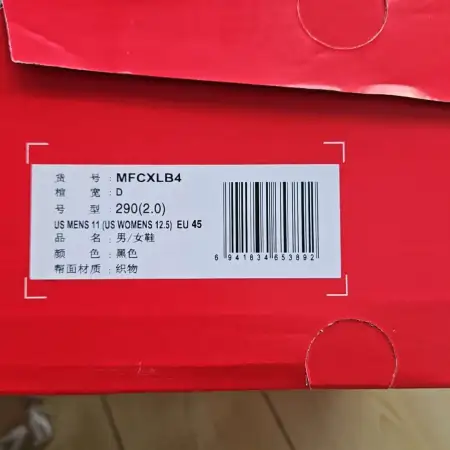 货 号 : MFCXLB4
楦 宽 : D
号 型 : 290(2.0)
US MENS 11 (US WOMENS 12.5) EU 45
品 名 : 男/女鞋
颜 色 : 黑色
帮面材质 : 织物
6 941834 653892